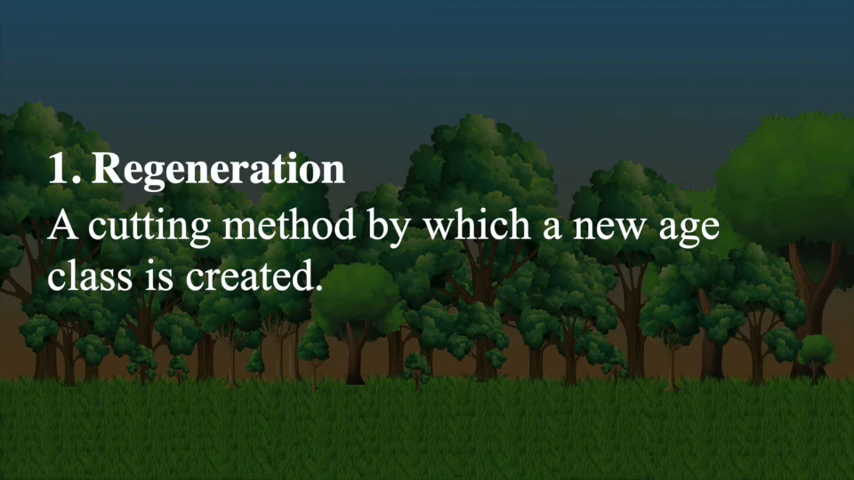 1. Regeneration
A cutting method by which a new age
class is created.